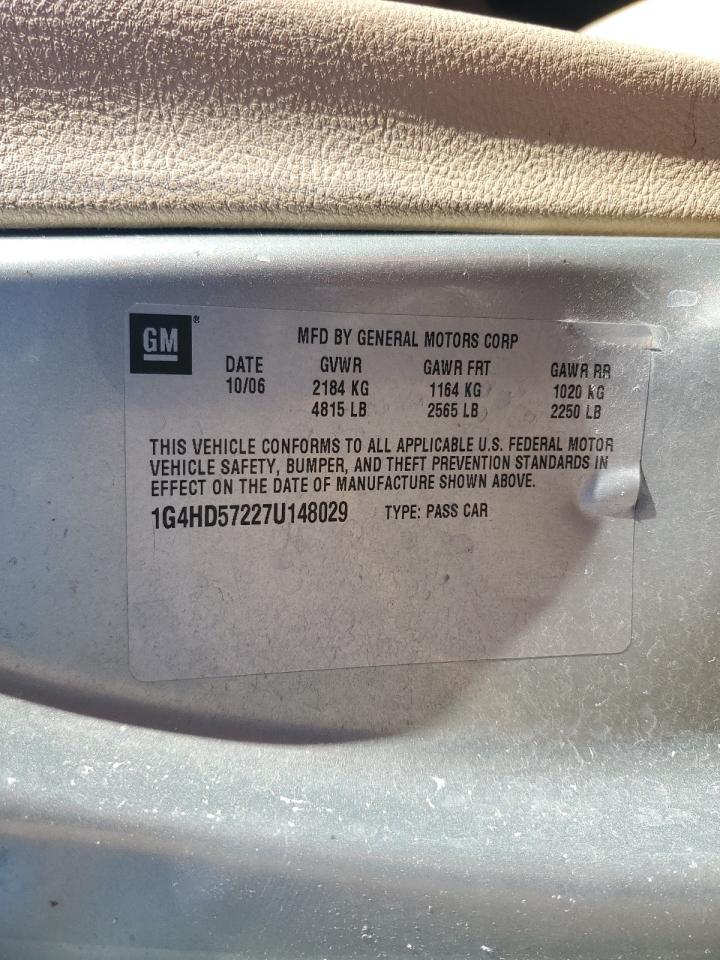 GM®
MFD BY GENERAL MOTORS CORP
DATE GVWR GAWR FRT GAWR RR
10/06 2184 KG 1164 KG 1020 KG
4815 LB 2565 LB 2250 LB
THIS VEHICLE CONFORMS TO ALL APPLICABLE U.S. FEDERAL MOTOR
VEHICLE SAFETY, BUMPER, AND THEFT PREVENTION STANDARDS IN
EFFECT ON THE DATE OF MANUFACTURE SHOWN ABOVE.
1G4HD57227U148029 TYPE: PASS CAR